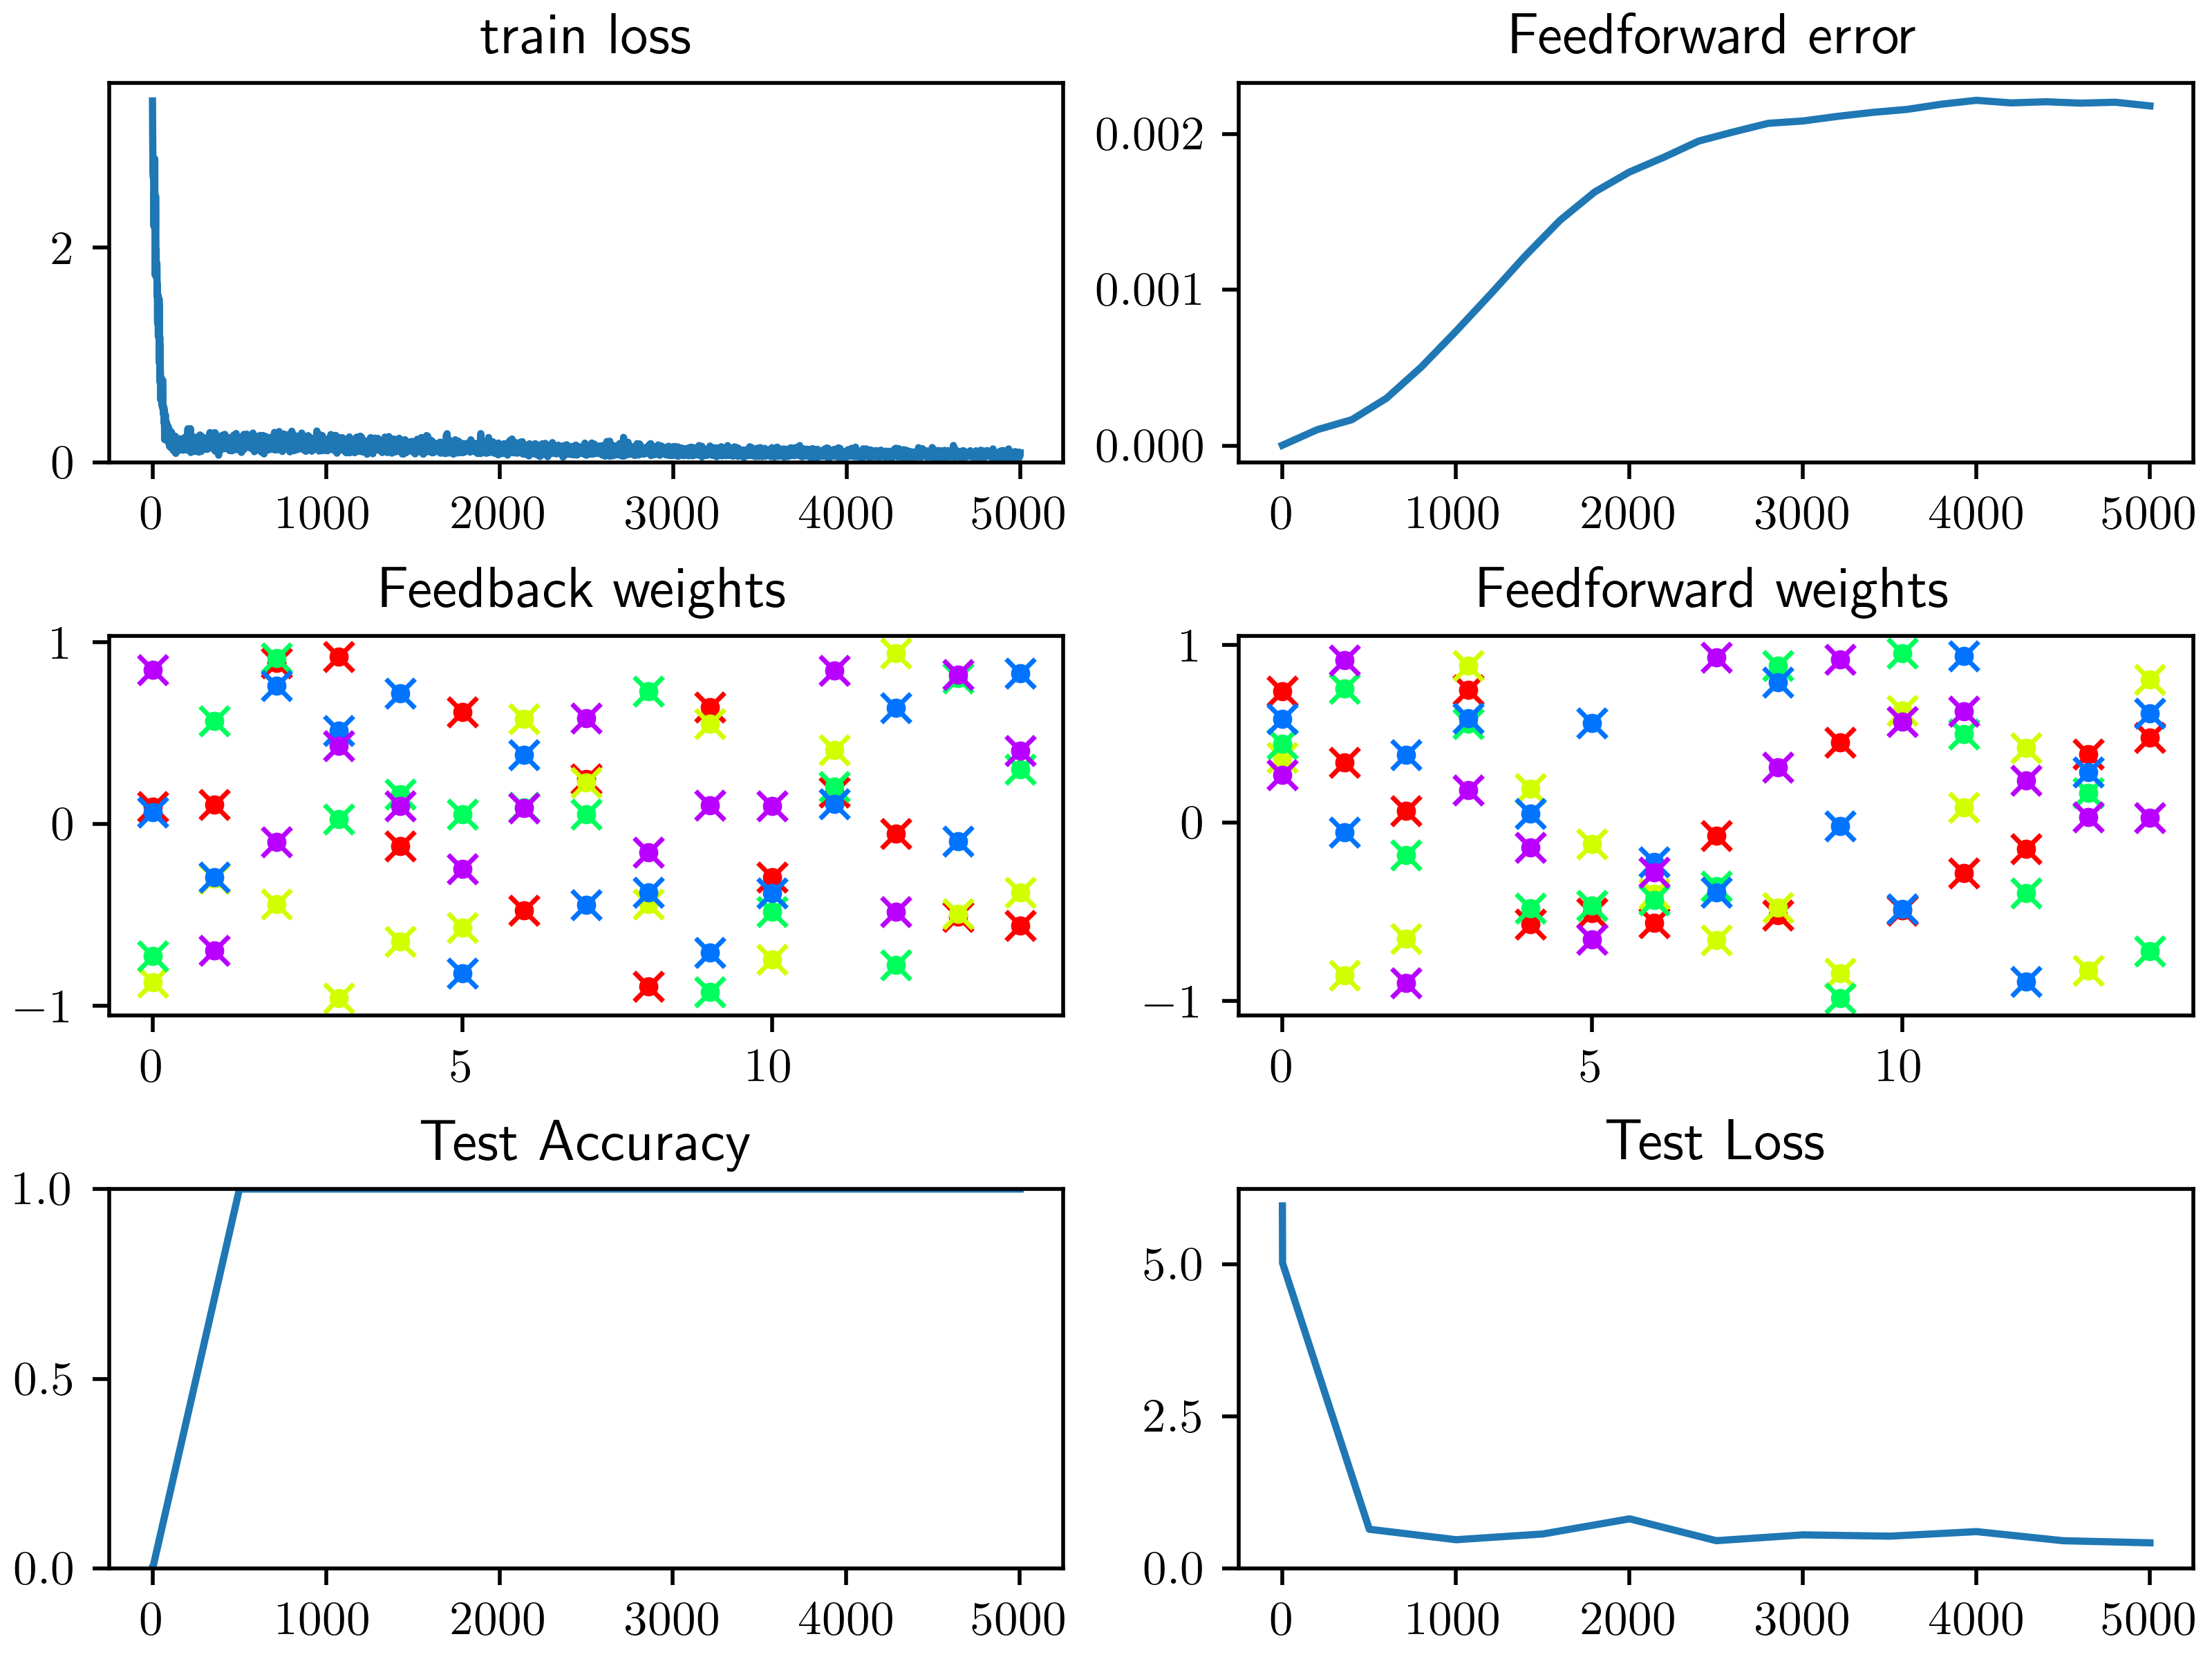 train loss
2
0
0 1000 2000 3000 4000 5000
Feedforward error
0.002
0.001
0.000
0 1000 2000 3000 4000 5000
Feedback weights
1
0
−1
0 5 10
Feedforward weights
1
0
−1
0 5 10
Test Accuracy
1.0
0.5
0.0
0 1000 2000 3000 4000 5000
Test Loss
5.0
2.5
0.0
0 1000 2000 3000 4000 5000